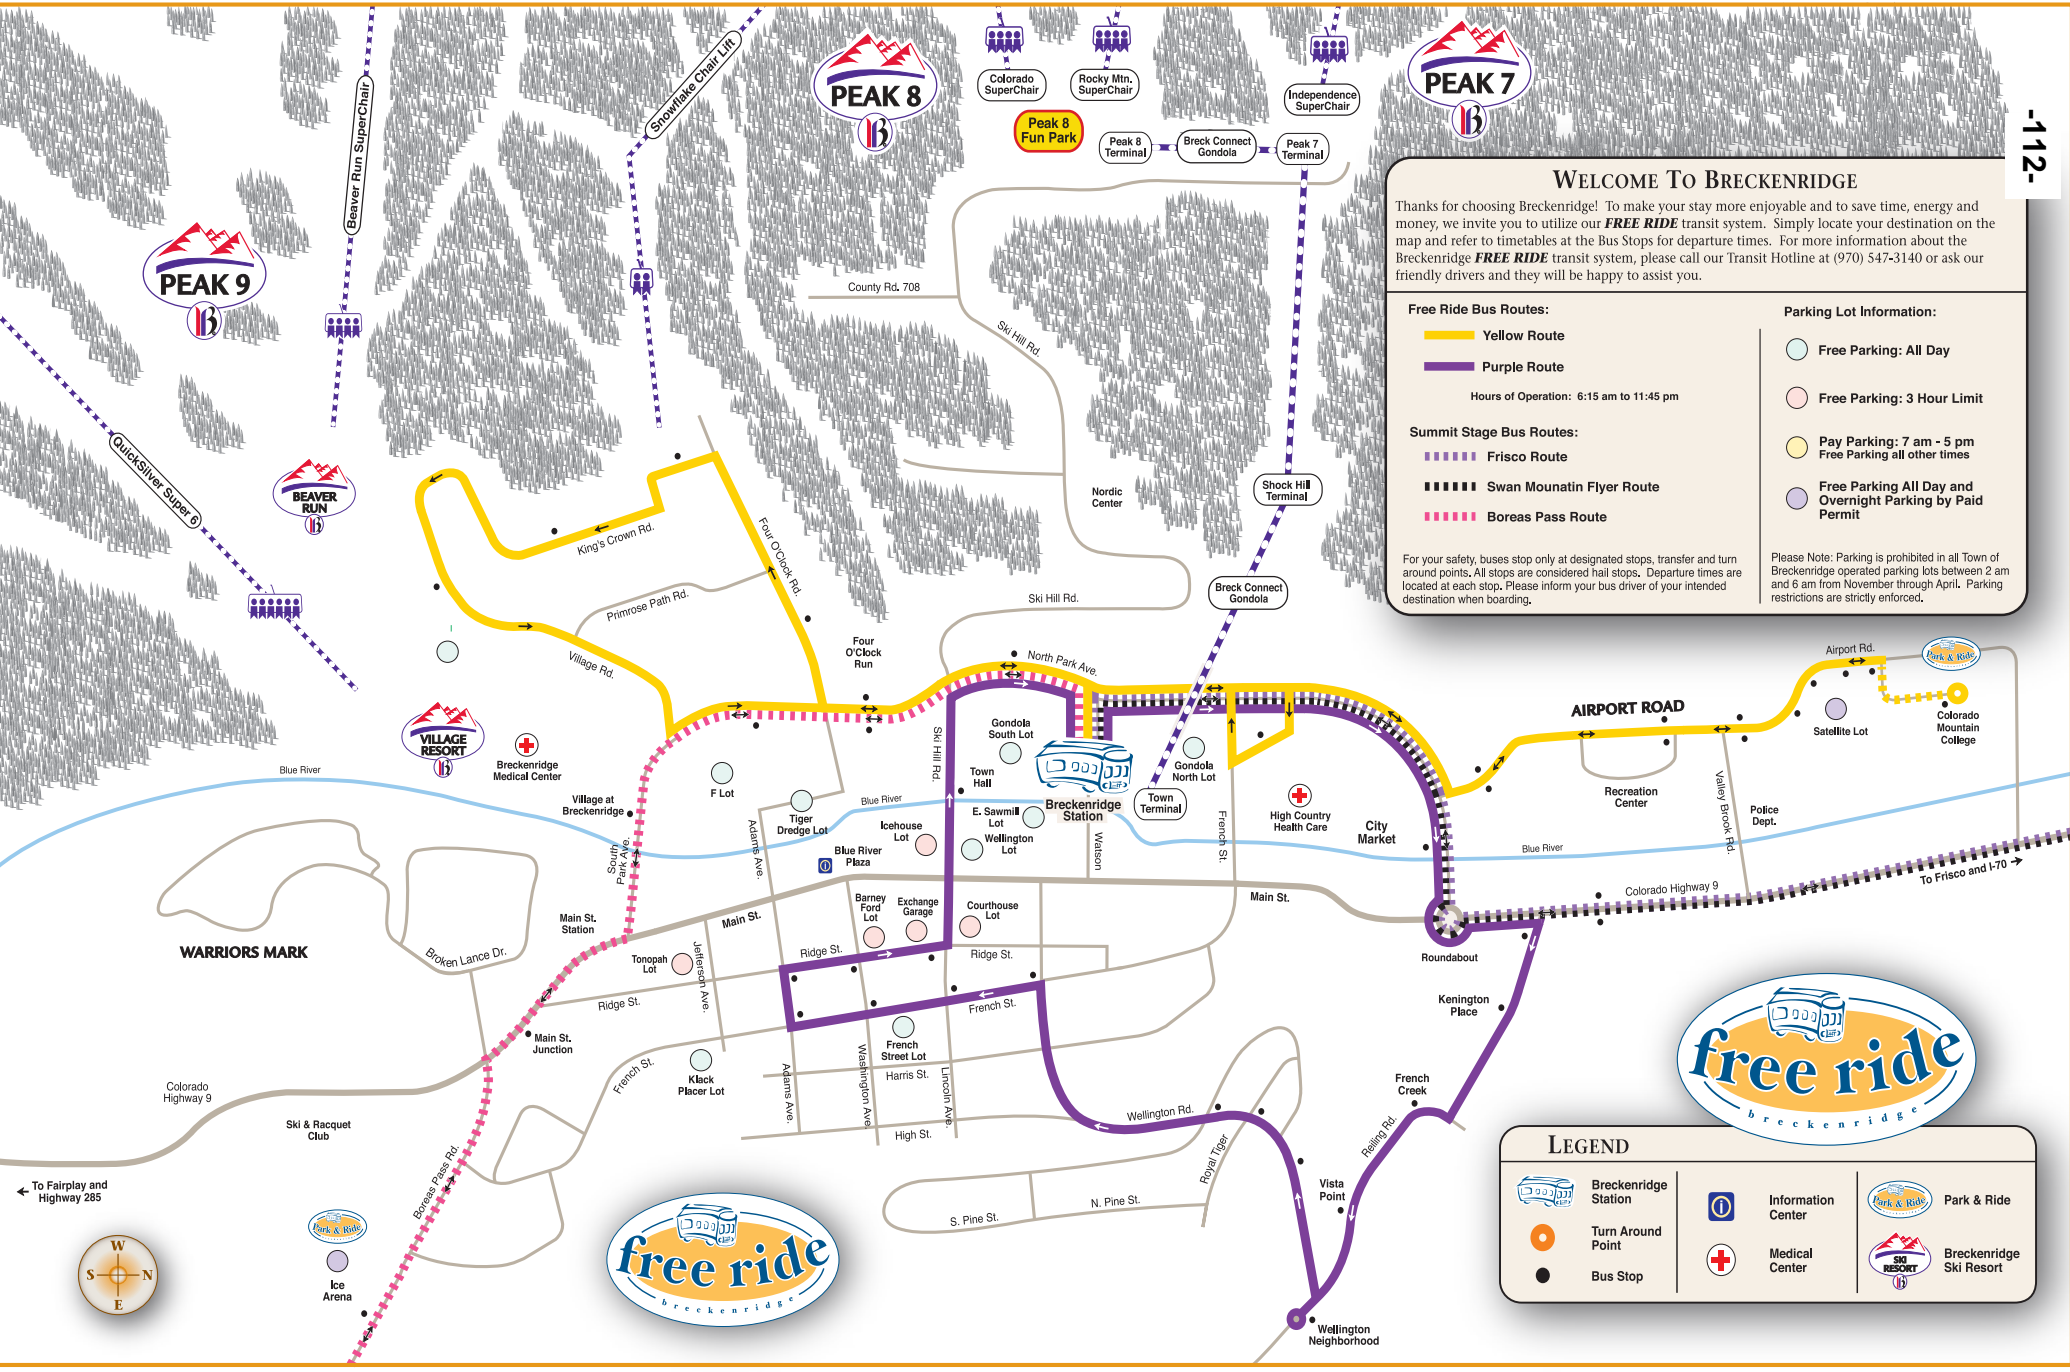 PEAK 8
Colorado
SuperChair
Rocky Mtn.
SuperChair
Independence
SuperChair
PEAK 7
-112-
Beaver Run SuperChair
Snowflake Chair Lift
Peak 8
Fun Park
Peak 8
Terminal
Breck Connect
Gondola
Peak 7
Terminal
PEAK 9
WELCOME TO BRECKENRIDGE
Thanks for choosing Breckenridge! To make your stay more enjoyable and to save time, energy and
money, we invite you to utilize our FREE RIDE transit system. Simply locate your destination on the
map and refer to timetables at the Bus Stops for departure times. For more information about the
Breckenridge FREE RIDE transit system, please call our Transit Hotline at (970) 547-3140 or ask our
friendly drivers and they will be happy to assist you.
Free Ride Bus Routes:
Yellow Route
Purple Route
Hours of Operation: 6:15 am to 11:45 pm
Summit Stage Bus Routes:
Frisco Route
Swan Mounatin Flyer Route
Boreas Pass Route
For your safety, buses stop only at designated stops, transfer and turn
around points. All stops are considered hail stops. Departure times are
located at each stop. Please inform your bus driver of your intended
destination when boarding.
Parking Lot Information:
Free Parking: All Day
Free Parking: 3 Hour Limit
Pay Parking: 7 am - 5 pm
Free Parking all other times
Free Parking All Day and
Overnight Parking by Paid
Permit
Please Note: Parking is prohibited in all Town of
Breckenridge operated parking lots between 2 am
and 6 am from November through April. Parking
restrictions are strictly enforced.
County Rd. 708
Ski Hill Rd.
QuickSilver Super 6
BEAVER
RUN
Nordic
Center
Shock Hill
Terminal
King's Crown Rd.
Four O'Clock Rd.
Primrose Path Rd.
Ski Hill Rd.
Breck Connect
Gondola
Village Rd.
Four
O'Clock
Run
North Park Ave.
Airport Rd.
Park & Ride
AIRPORT ROAD
Satellite Lot
Colorado
Mountain
College
VILLAGE
RESORT
Breckenridge
Medical Center
Gondola
South Lot
Ski Hill Rd.
Town
Hall
Gondola
North Lot
Blue River
F Lot
Village at
Breckenridge
Tiger
Dredge Lot
Blue River
E. Sawmill
Lot
Breckenridge
Station
Town
Terminal
High Country
Health Care
City
Market
Recreation
Center
Valley Brook Rd.
Police
Dept.
Icehouse
Lot
Wellington
Lot
Watson
French St.
Blue River
South
Park Ave.
Adams Ave.
Blue River
Plaza
Main St.
Station
Main St.
Barney
Ford
Lot
Exchange
Garage
Courthouse
Lot
Main St.
Colorado Highway 9
To Frisco and I-70
WARRIORS MARK
Broken Lance Dr.
Tonopah
Lot
Jefferson Ave.
Ridge St.
Ridge St.
Roundabout
Ridge St.
French St.
Kenington
Place
Main St.
Junction
French St.
Klack
Placer Lot
Adams Ave.
Washington Ave.
French
Street Lot
Harris St.
Lincoln Ave.
High St.
Wellington Rd.
French
Creek
Reiling Rd.
Royal Tiger
free ride
breckenridge
Colorado
Highway 9
Ski & Racquet
Club
Boreas Pass Rd.
To Fairplay and
Highway 285
Park & Ride
Ice
Arena
W
S
N
E
free ride
breckenridge
S. Pine St.
N. Pine St.
Vista
Point
Wellington
Neighborhood
LEGEND
Breckenridge
Station
Turn Around
Point
Bus Stop
Information
Center
Medical
Center
Park & Ride
Park & Ride
SKI
RESORT
Breckenridge
Ski Resort